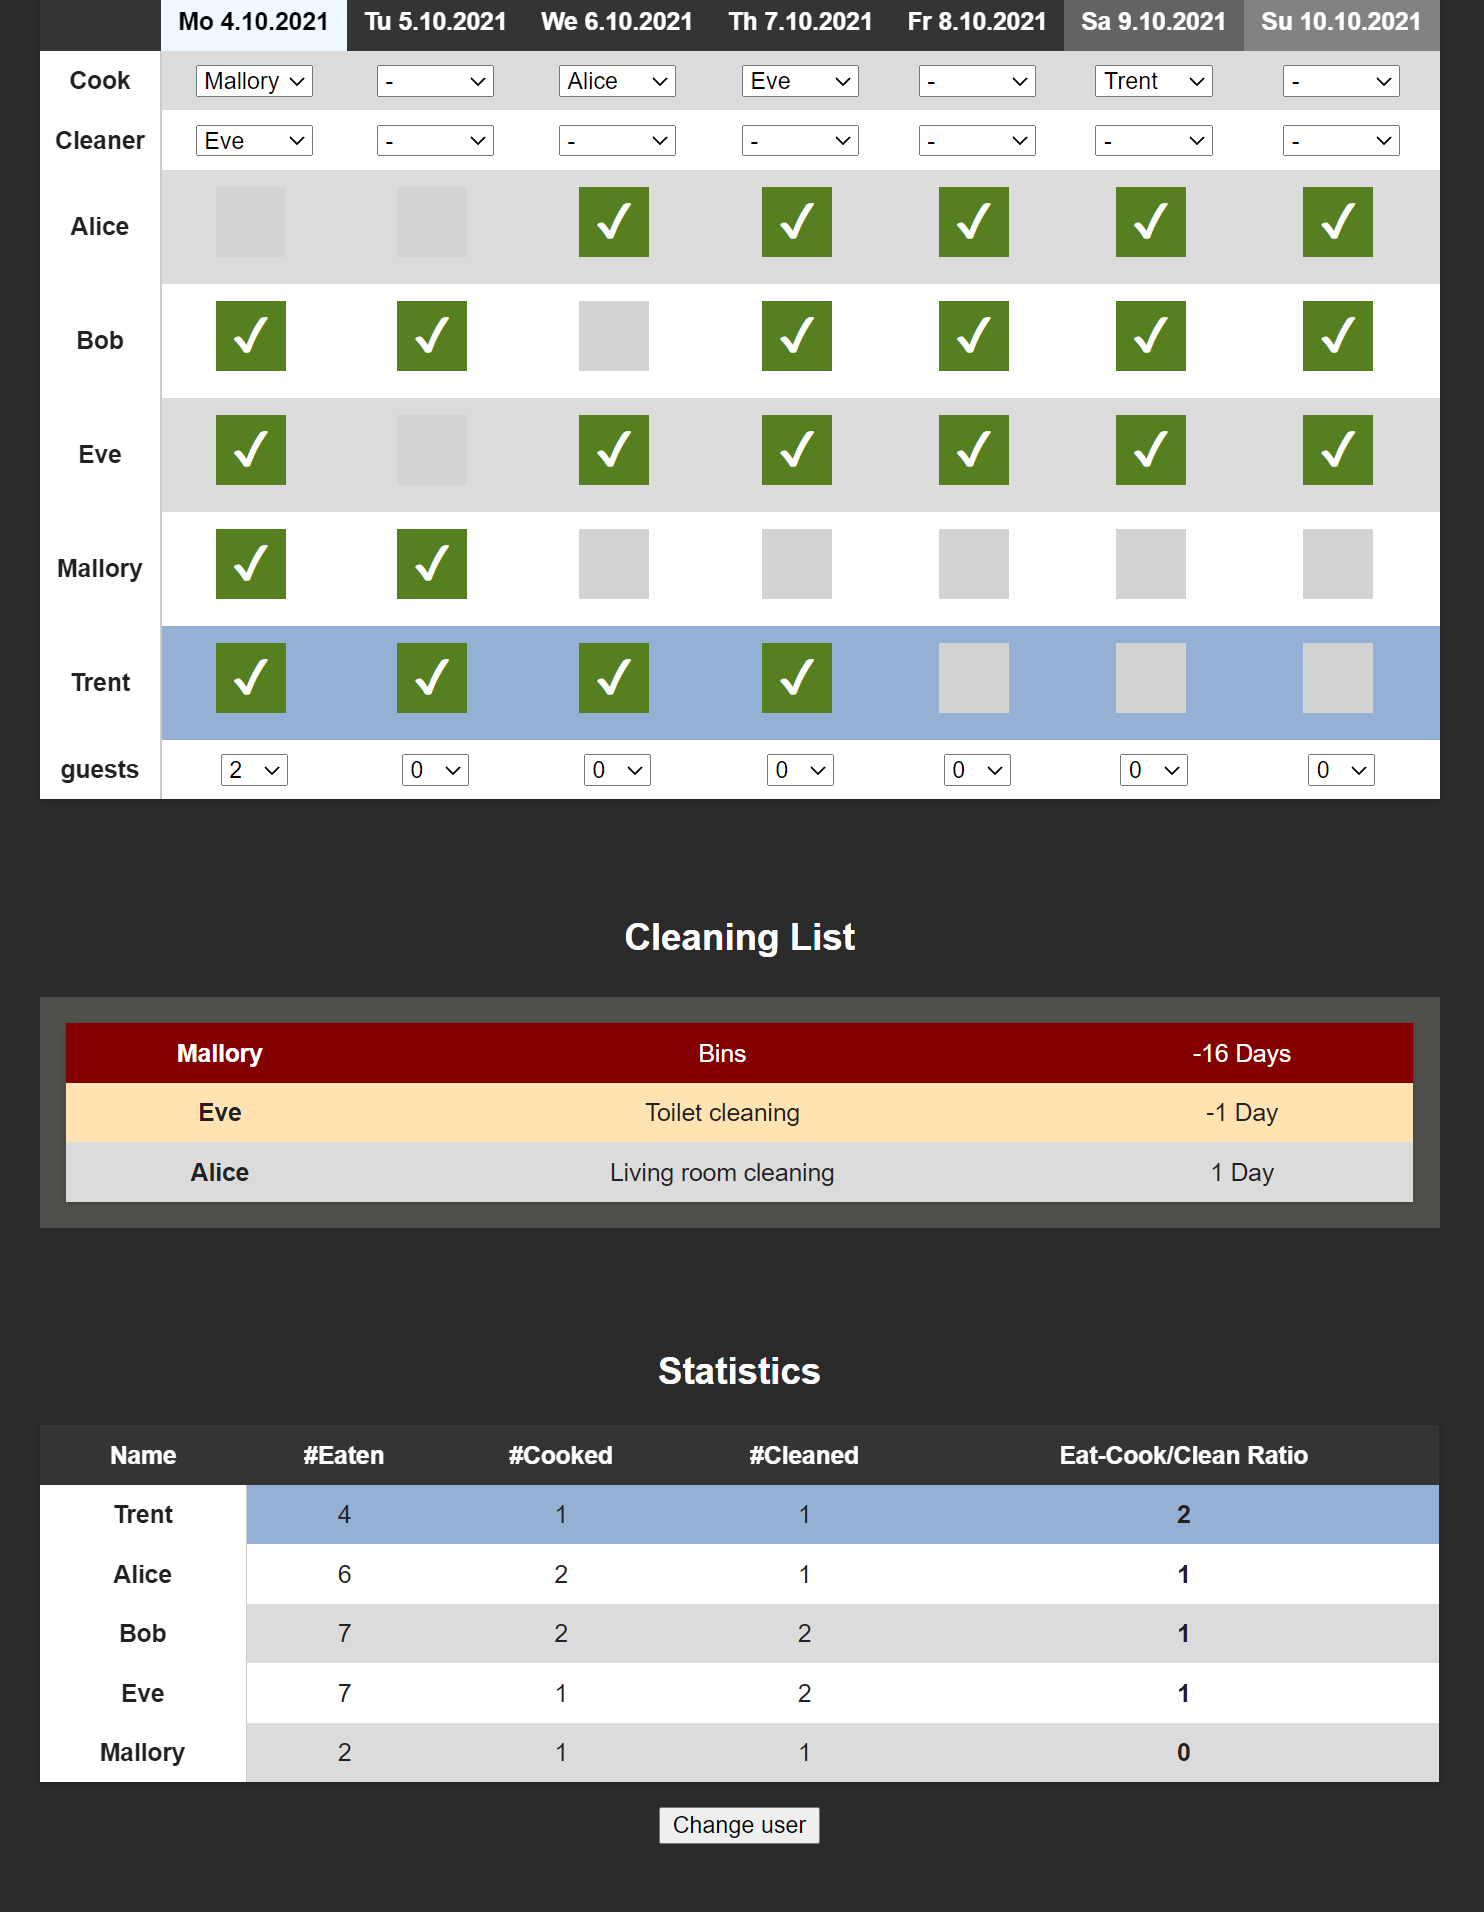 Mo 4.10.2021 Tu 5.10.2021 We 6.10.2021 Th 7.10.2021 Fr 8.10.2021 Sa 9.10.2021 Su 10.10.2021
Cook Mallory - Alice Eve - Trent -
Cleaner Eve - - - - - -
Alice ✓ ✓ ✓ ✓ ✓
Bob ✓ ✓ ✓ ✓ ✓ ✓
Eve ✓ ✓ ✓ ✓ ✓ ✓
Mallory ✓ ✓
Trent ✓ ✓ ✓ ✓
guests 2 0 0 0 0 0 0
Cleaning List
Mallory Bins -16 Days
Eve Toilet cleaning -1 Day
Alice Living room cleaning 1 Day
Statistics
Name #Eaten #Cooked #Cleaned Eat-Cook/Clean Ratio
Trent 4 1 1 2
Alice 6 2 1 1
Bob 7 2 2 1
Eve 7 1 2 1
Mallory 2 1 1 0
Change user